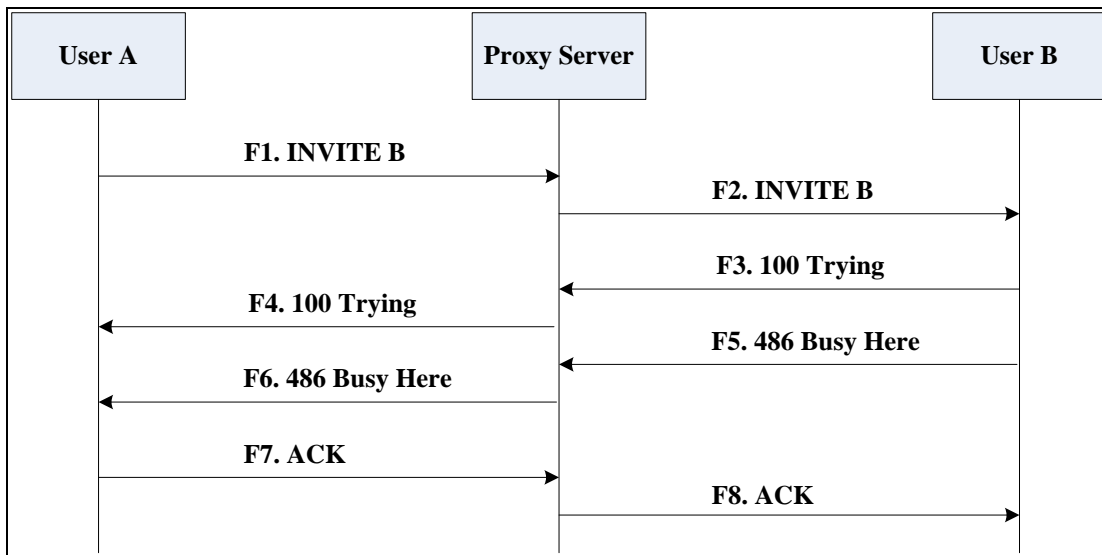 User A
Proxy Server
User B
F1. INVITE B
F2. INVITE B
F3. 100 Trying
F4. 100 Trying
F5. 486 Busy Here
F6. 486 Busy Here
F7. ACK
F8. ACK